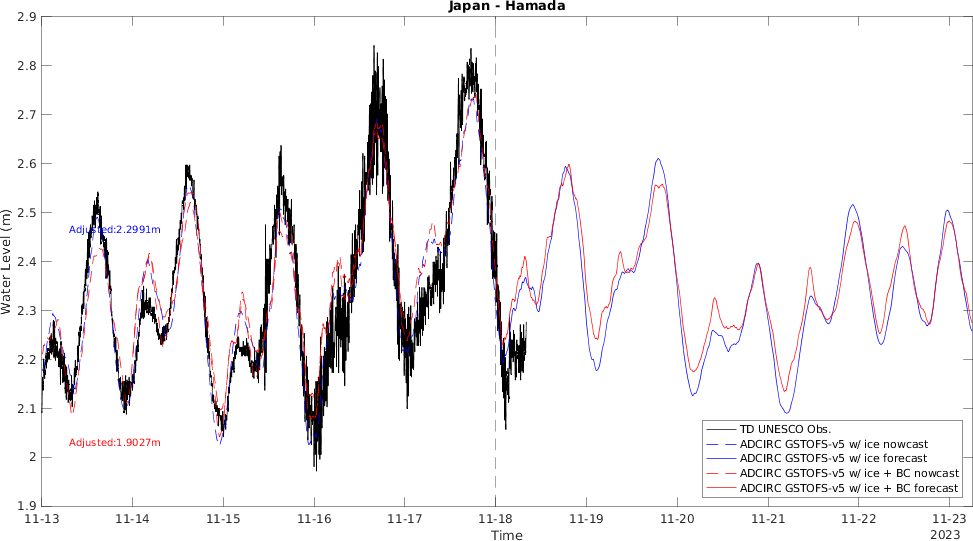 Japan - Hamada
2.9
2.8
2.7
2.6
2.5
2.4
2.3
2.2
2.1
2
1.9
Water Level (m)
Adjusted:2.2991m
Adjusted:1.9027m
TD UNESCO Obs.
ADCIRC GSTOFS-v5 w/ ice nowcast
ADCIRC GSTOFS-v5 w/ ice forecast
ADCIRC GSTOFS-v5 w/ ice + BC nowcast
ADCIRC GSTOFS-v5 w/ ice + BC forecast
11-13 11-14 11-15 11-16 11-17 11-18 11-19 11-20 11-21 11-22 11-23
Time
2023